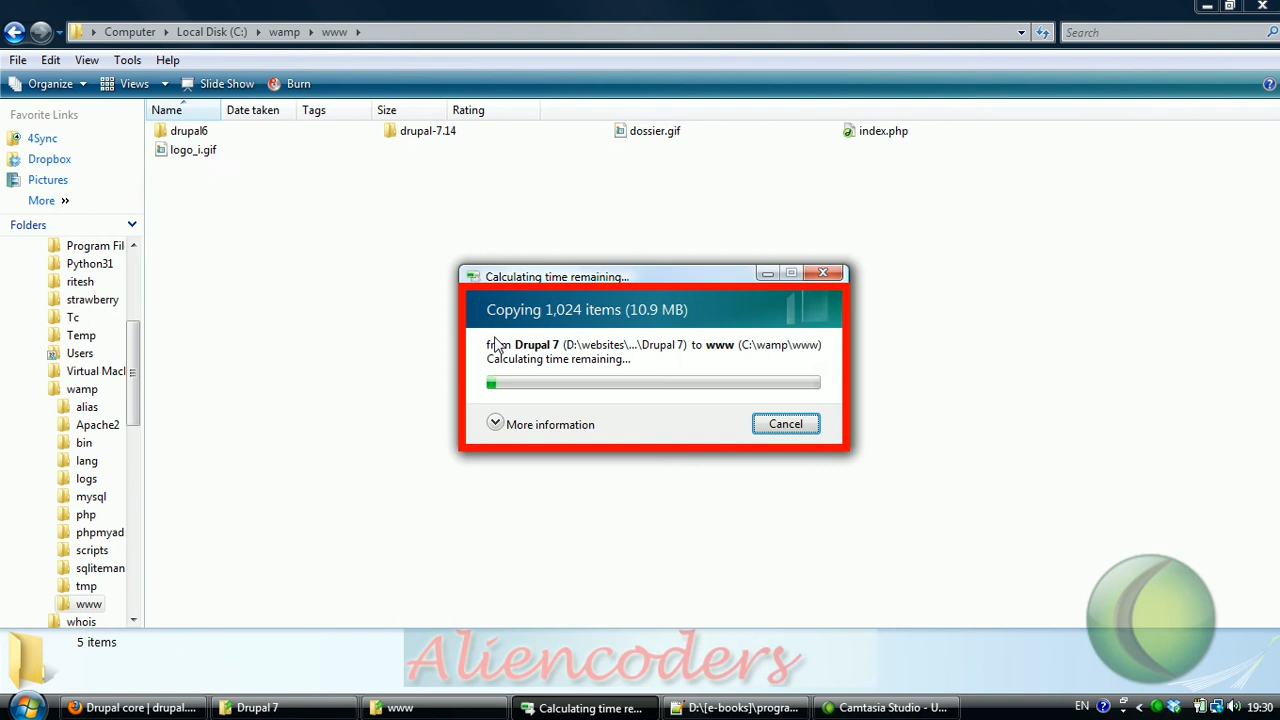 Computer Local Disk (C:) wamp www
Search
File Edit View Tools Help
Organize Views Slide Show Burn
Favorite Links
4Sync
Dropbox
Pictures
More »
Folders
Program Fil
Python31
ritesh
strawberry
Tc
Temp
Users
Virtual Mac
wamp
alias
Apache2
bin
lang
logs
mysql
php
phpmyad
scripts
sqliteman
tmp
www
whois
Name Date taken Tags Size Rating
drupal6 drupal-7.14 dossier.gif index.php
logo_i.gif
Calculating time remaining...
Copying 1,024 items (10.9 MB)
from Drupal 7 (D:\websites\...\Drupal 7) to www (C:\wamp\www)
Calculating time remaining...
More information Cancel
5 items
Aliencoders
Drupal core | drupal.... Drupal 7 www Calculating time re... D:\[e-books]\progra... Camtasia Studio - U... EN 19:30